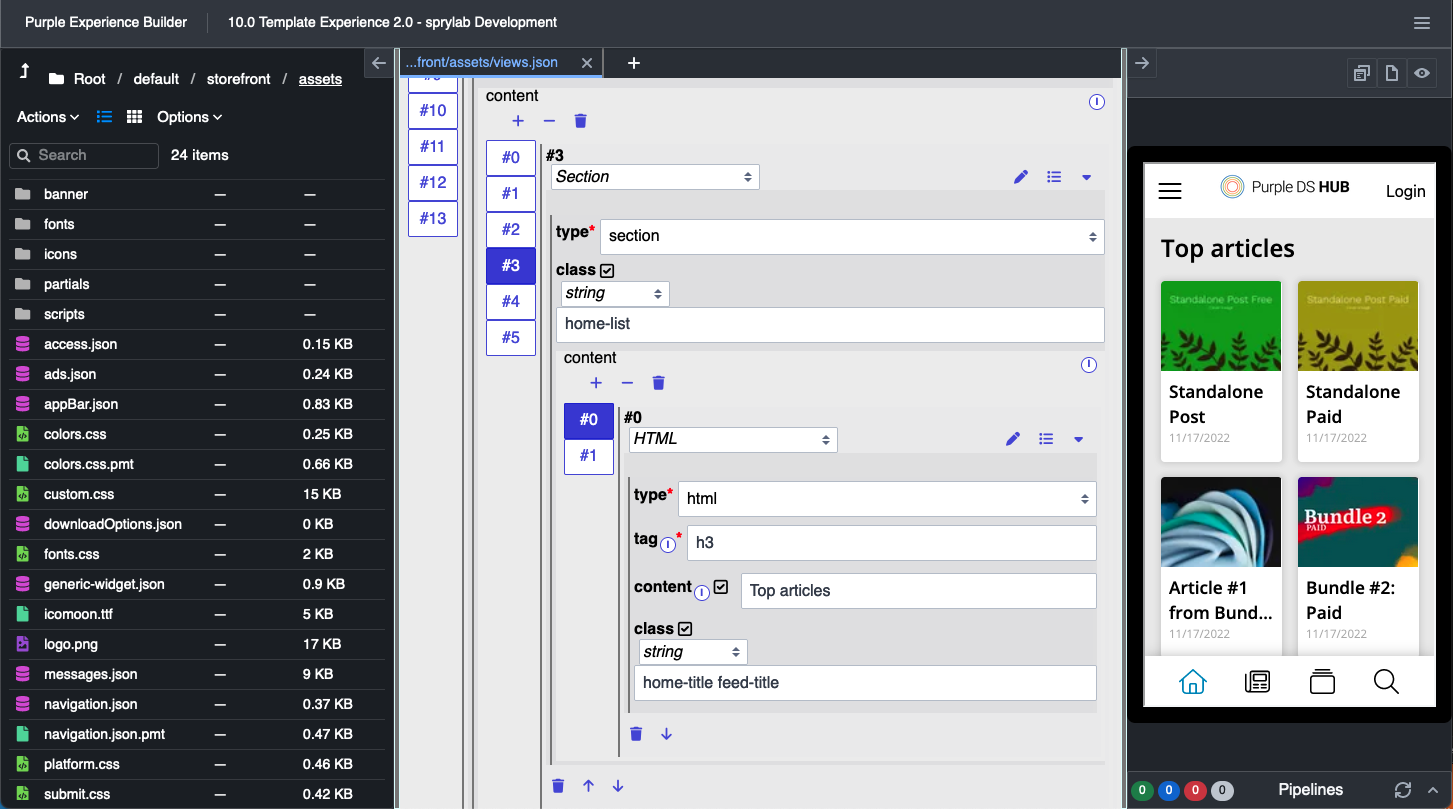 Purple Experience Builder
10.0 Template Experience 2.0 - sprylab Development
Root / default / storefront / assets
Actions
Options
Search
24 items
banner — —
fonts — —
icons — —
partials — —
scripts — —
access.json — 0.15 KB
ads.json — 0.24 KB
appBar.json — 0.83 KB
colors.css — 0.25 KB
colors.css.pmt — 0.66 KB
custom.css — 15 KB
downloadOptions.json — 0 KB
fonts.css — 2 KB
generic-widget.json — 0.9 KB
icomoon.ttf — 5 KB
logo.png — 17 KB
messages.json — 9 KB
navigation.json — 0.37 KB
navigation.json.pmt — 0.47 KB
platform.css — 0.46 KB
submit.css — 0.42 KB
...front/assets/views.json
#10
#11
#12
#13
content
#0
#1
#2
#3
#4
#5
#3
Section
type* section
class
string
home-list
content
#0
#1
#0
HTML
type* html
tag * h3
content Top articles
class
string
home-title feed-title
Purple DS HUB
Login
Top articles
Standalone Post Free
Standalone
Post
11/17/2022
Standalone Post Paid
Standalone
Paid
11/17/2022
Article #1
from Bund...
11/17/2022
Bundle 2
PAID
Bundle #2:
Paid
11/17/2022
0 0 0 0
Pipelines